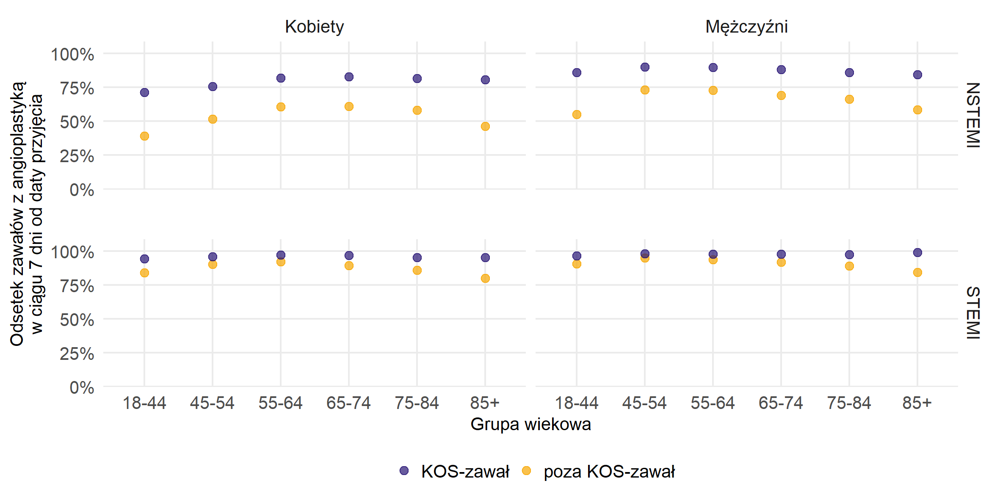 Kobiety
Mężczyźni
Odsetek zawałów z angioplastyką
w ciągu 7 dni od daty przyjęcia
100%
75%
50%
25%
0%
NSTEMI
100%
75%
50%
25%
0%
STEMI
18-44
45-54
55-64
65-74
75-84
85+
18-44
45-54
55-64
65-74
75-84
85+
Grupa wiekowa
KOS-zawał
poza KOS-zawał